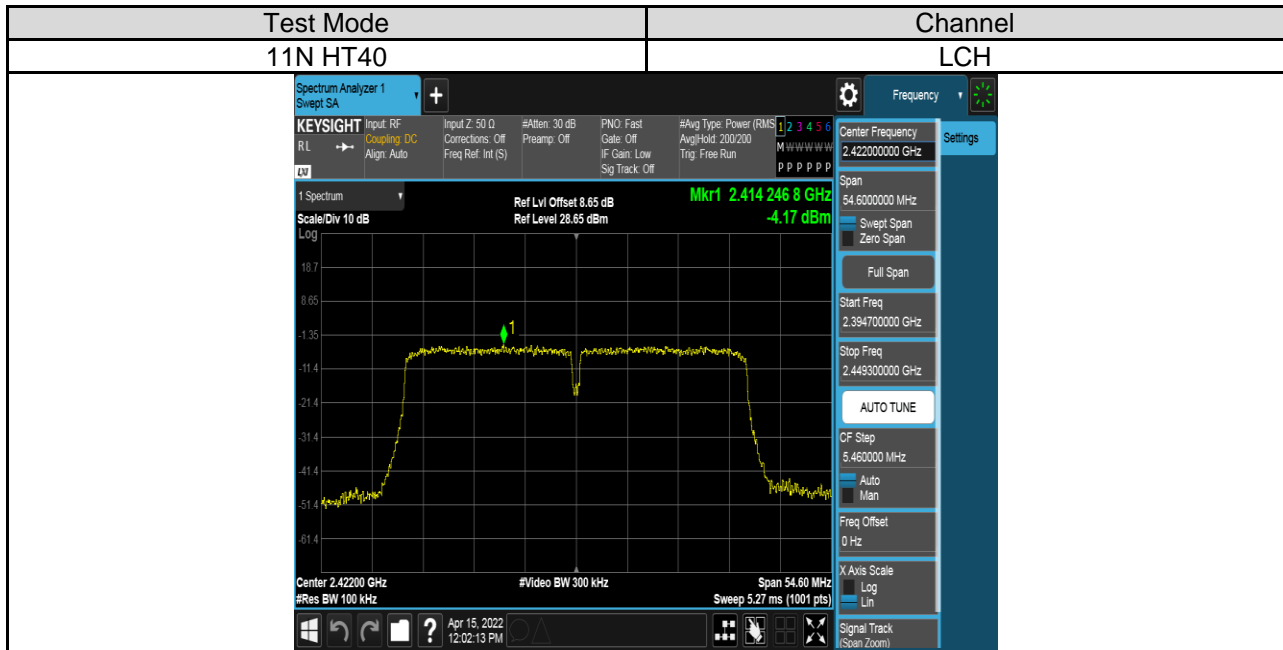 Test Mode Channel
11N HT40 LCH
Spectrum Analyzer 1
Swept SA
+
Frequency
KEYSIGHT
RL
LXI
Input: RF
Coupling: DC
Align: Auto
Input Z: 50 Ω
Corrections: Off
Freq Ref: Int (S)
#Atten: 30 dB
Preamp: Off
PNO: Fast
Gate: Off
IF Gain: Low
Sig Track: Off
#Avg Type: Power (RMS
Avg|Hold: 200/200
Trig: Free Run
1 2 3 4 5 6
M W W W W W
P P P P P P
1 Spectrum
Scale/Div 10 dB
Log
Ref Lvl Offset 8.65 dB
Ref Level 28.65 dBm
Mkr1 2.414 246 8 GHz
-4.17 dBm
18.7
8.65
-1.35
-11.4
-21.4
-31.4
-41.4
-51.4
-61.4
1
Center 2.42200 GHz
#Res BW 100 kHz
#Video BW 300 kHz
Span 54.60 MHz
Sweep 5.27 ms (1001 pts)
?
Apr 15, 2022
12:02:13 PM
Settings
Center Frequency
2.422000000 GHz
Span
54.6000000 MHz
Swept Span
Zero Span
Full Span
Start Freq
2.394700000 GHz
Stop Freq
2.449300000 GHz
AUTO TUNE
CF Step
5.460000 MHz
Auto
Man
Freq Offset
0 Hz
X Axis Scale
Log
Lin
Signal Track
(Span Zoom)